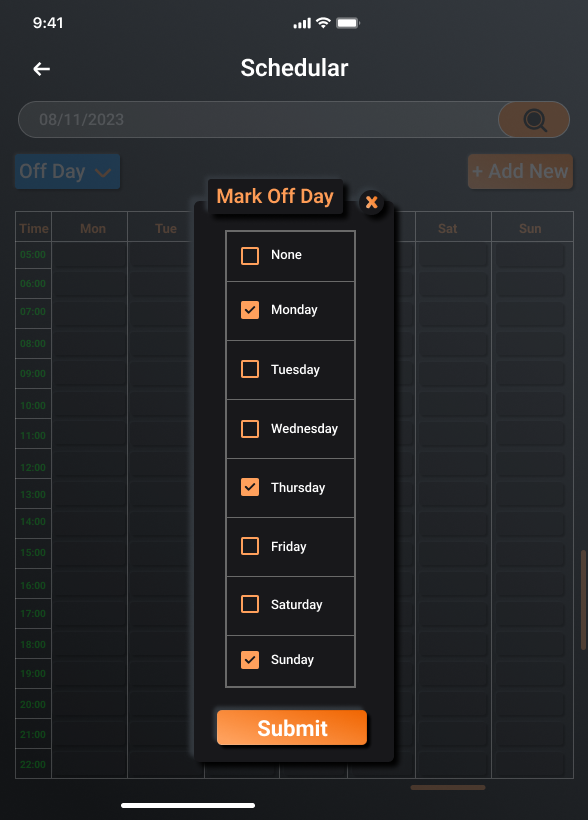 9:41
Schedular
08/11/2023
Off Day
+ Add New
Mark Off Day
Time Mon Tue Sat Sun
None
Monday
Tuesday
Wednesday
Thursday
Friday
Saturday
Sunday
Submit
05:00
06:00
07:00
08:00
09:00
10:00
11:00
12:00
13:00
14:00
15:00
16:00
17:00
18:00
19:00
20:00
21:00
22:00